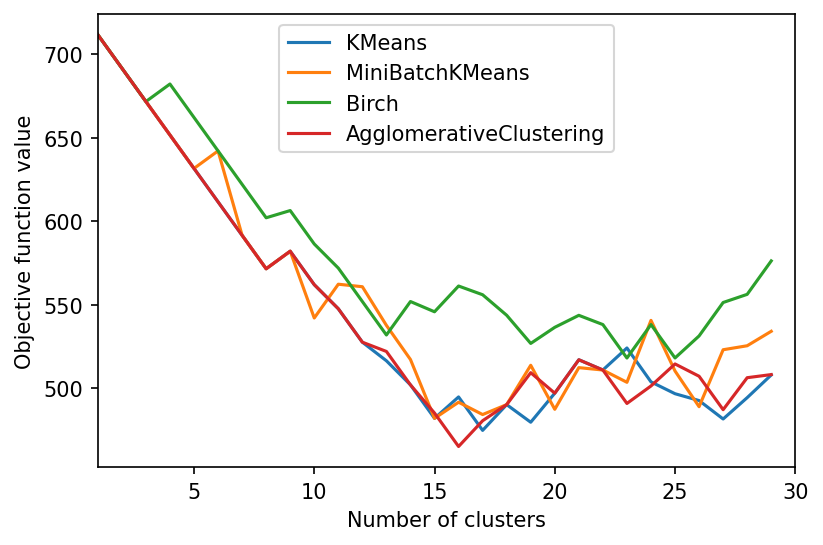 700
650
600
550
500
Objective function value
KMeans
MiniBatchKMeans
Birch
AgglomerativeClustering
5 10 15 20 25 30
Number of clusters